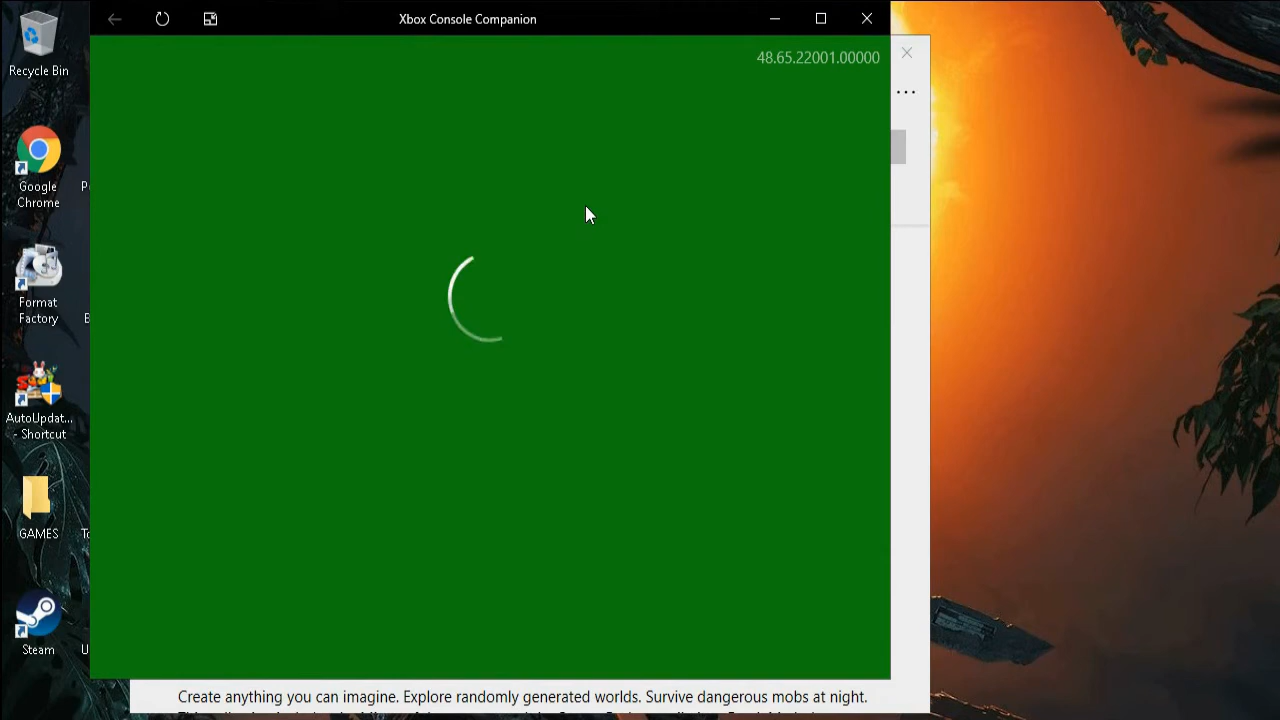 Xbox Console Companion
48.65.22001.00000
Recycle Bin
Google
Chrome
Format
Factory
AutoUpdat...
- Shortcut
GAMES
Steam
Create anything you can imagine. Explore randomly generated worlds. Survive dangerous mobs at night.